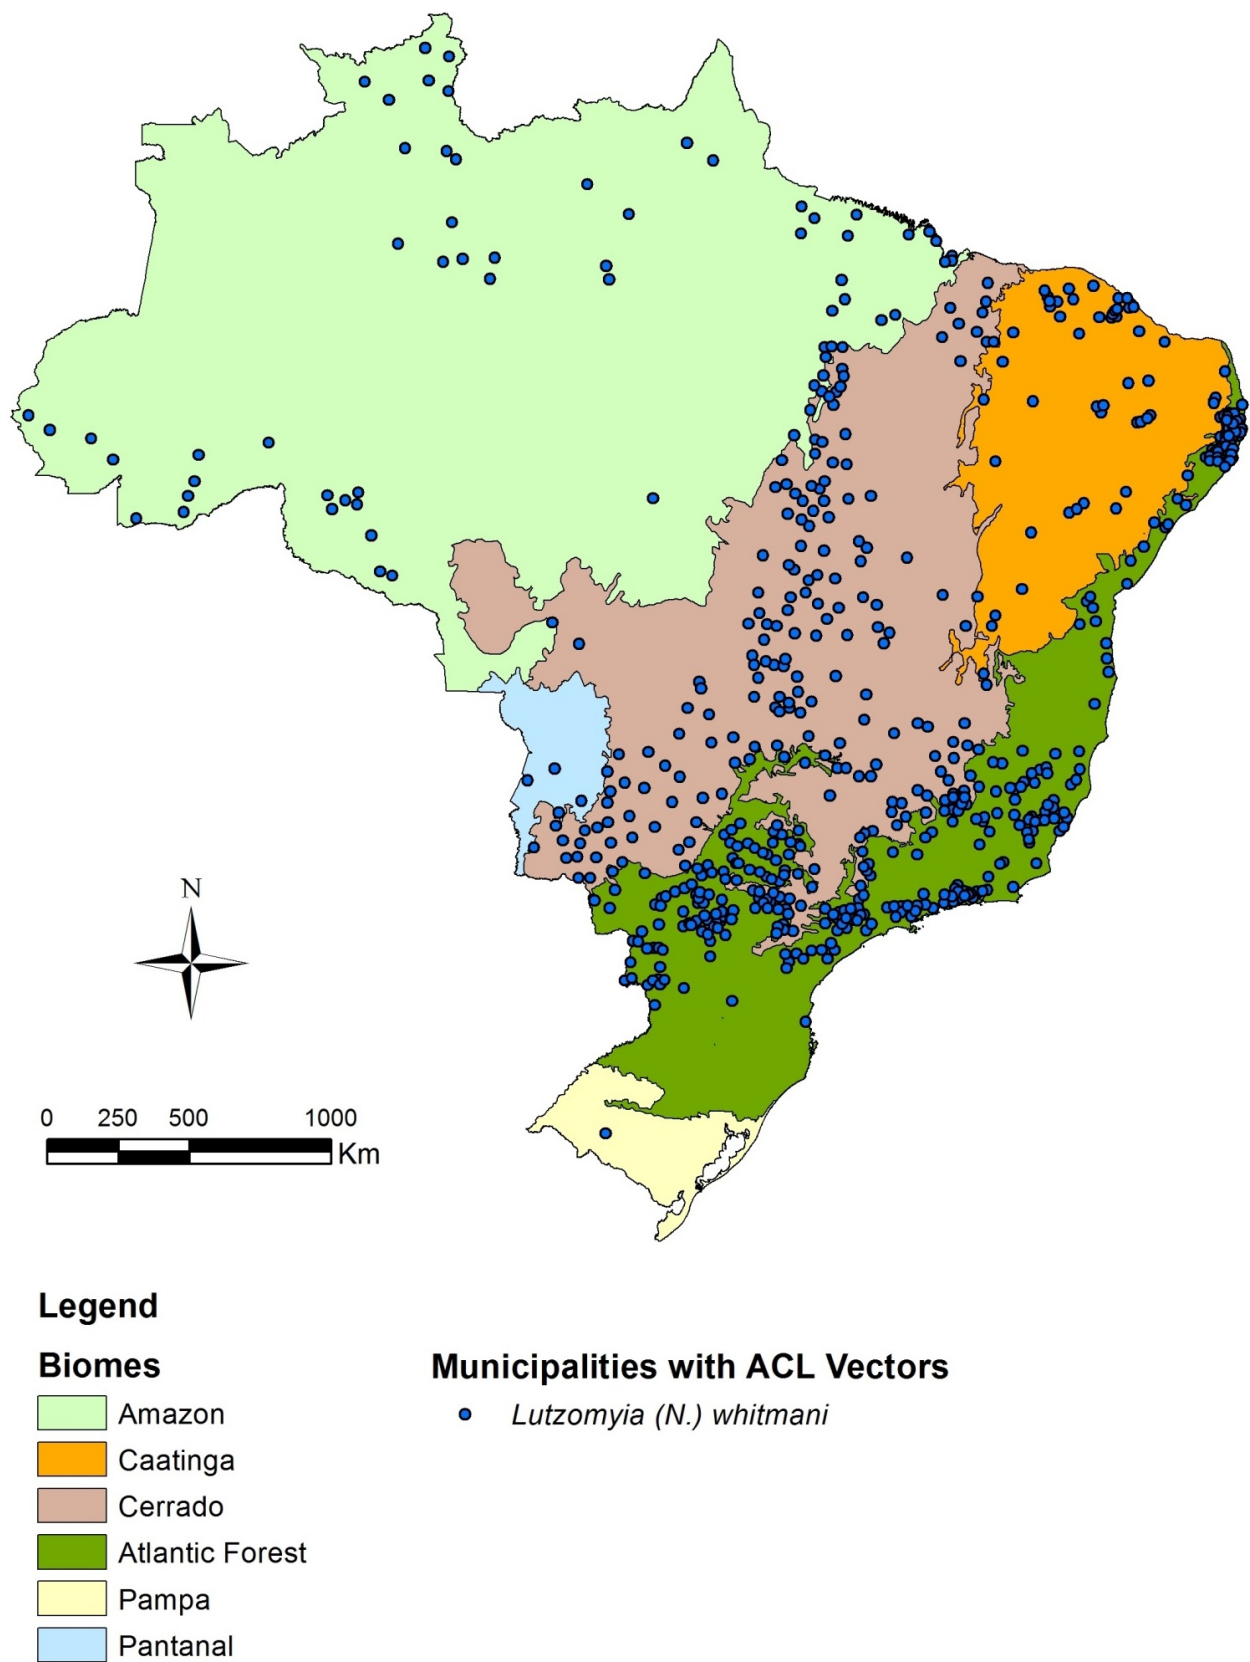 N
0 250 500 1000
Km
Legend
Biomes
Amazon
Caatinga
Cerrado
Atlantic Forest
Pampa
Pantanal
Municipalities with ACL Vectors
Lutzomyia (N.) whitmani